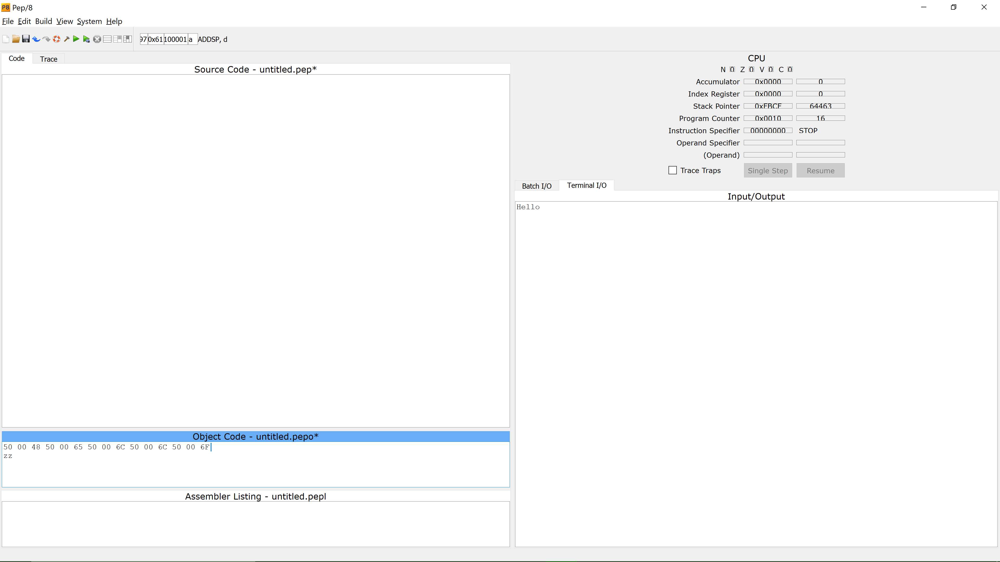 P8 Pep/8
File Edit Build View System Help
97 0x61 100001 a ADDSP, d
Code Trace
Source Code - untitled.pep*
Object Code - untitled.pepo*
50 00 48 50 00 65 50 00 6C 50 00 6C 50 00 6F
zz
Assembler Listing - untitled.pepl
CPU
N 0 Z 0 V 0 C 0
Accumulator 0x0000 0
Index Register 0x0000 0
Stack Pointer 0xFBCF 64463
Program Counter 0x0010 16
Instruction Specifier 00000000 STOP
Operand Specifier
(Operand)
Trace Traps Single Step Resume
Batch I/O Terminal I/O
Input/Output
Hello